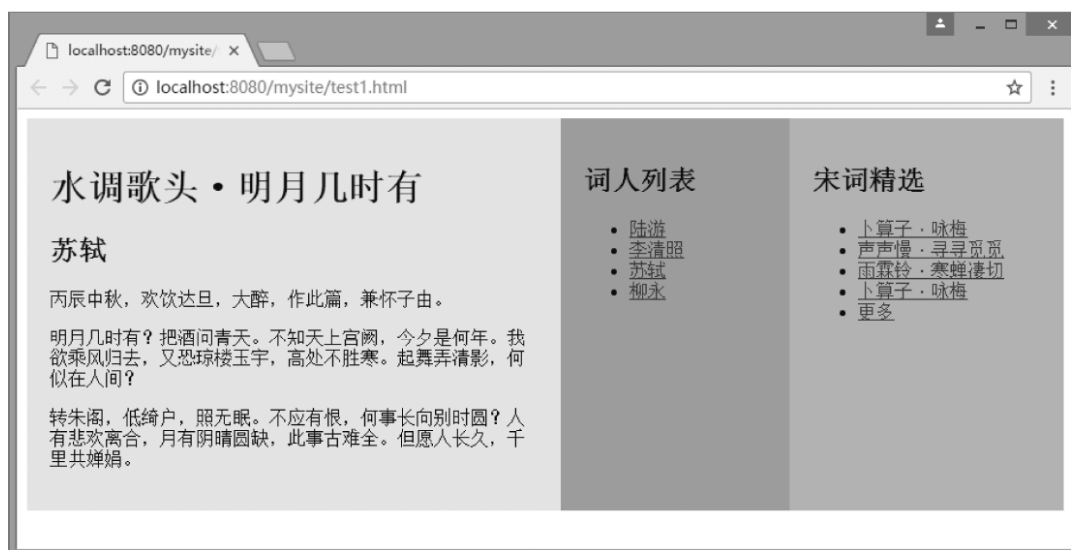 localhost:8080/mysite/
localhost:8080/mysite/test1.html
水调歌头·明月几时有
苏轼
丙辰中秋，欢饮达旦，大醉，作此篇，兼怀子由。
明月几时有？把酒问青天。不知天上宫阙，今夕是何年。我
欲乘风归去，又恐琼楼玉宇，高处不胜寒。起舞弄清影，何
似在人间？
转朱阁，低绮户，照无眠。不应有恨，何事长向别时圆？人
有悲欢离合，月有阴晴圆缺，此事古难全。但愿人长久，千
里共婵娟。
词人列表
陆游
李清照
苏轼
柳永
宋词精选
卜算子·咏梅
声声慢·寻寻觅觅
雨霖铃·寒蝉凄切
卜算子·咏梅
更多